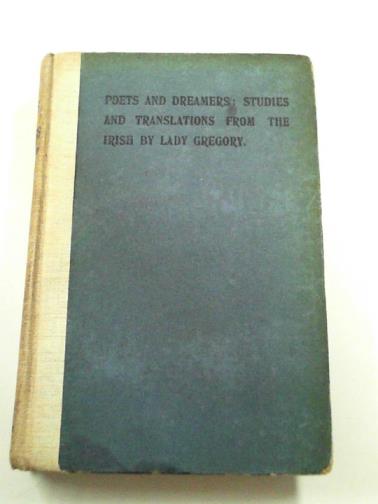 POETS AND DREAMERS: STUDIES
AND TRANSLATIONS FROM THE
IRISH BY LADY GREGORY.